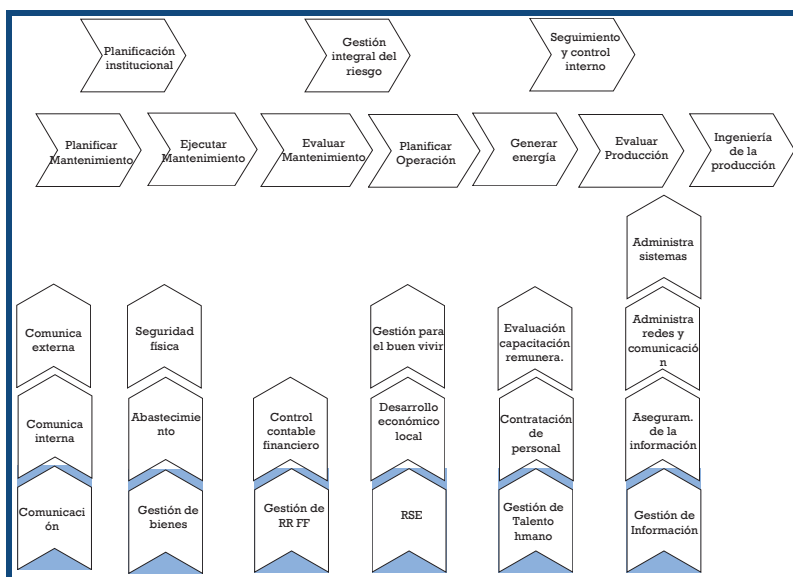 Planificación
institucional
Gestión
integral del
riesgo
Seguimiento
y control
interno
Planificar
Mantenimiento
Ejecutar
Mantenimiento
Evaluar
Mantenimiento
Planificar
Operación
Generar
energía
Evaluar
Producción
Ingeniería
de la
producción
Administra
sistemas
Comunica
externa
Seguridad
física
Gestión para
el buen vivir
Evaluación
capacitación
remunera.
Administra
redes y
comunicació
n
Comunica
interna
Abastecimie
nto
Control
contable
financiero
Desarrollo
económico
local
Contratación
de
personal
Aseguram.
de la
información
Comunicaci
ón
Gestión de
bienes
Gestión de
RR FF
RSE
Gestión de
Talento
hmano
Gestión de
Información